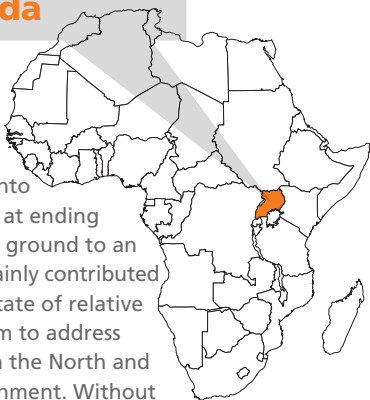 da
nto
at ending
ground to an
ainly contributed
tate of relative
m to address
n the North and
nment. Without